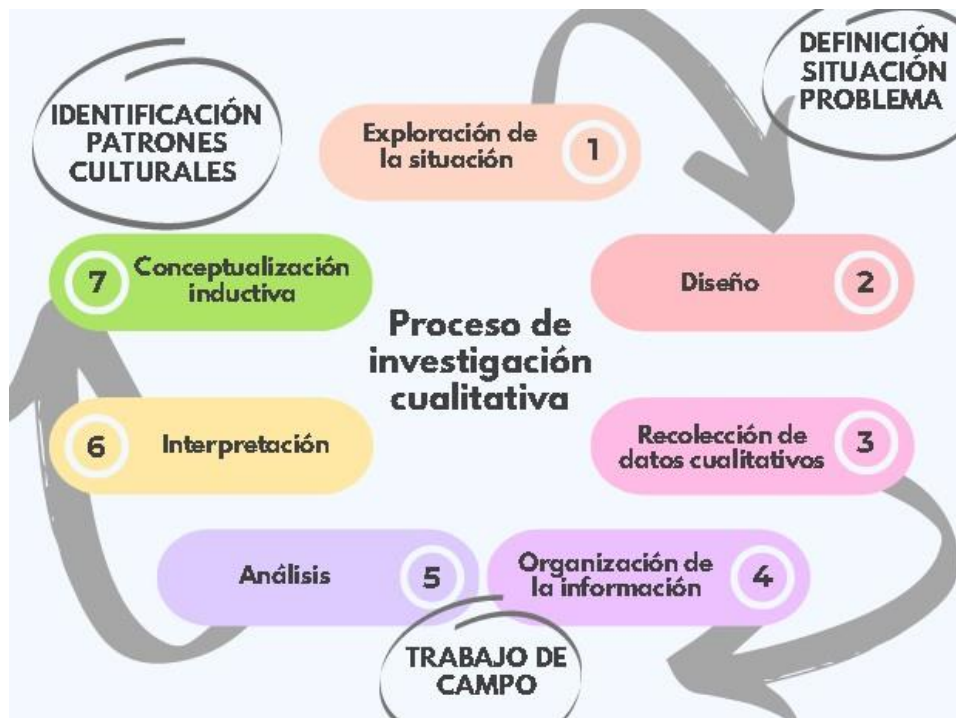 DEFINICIÓN
SITUACIÓN
PROBLEMA
IDENTIFICACIÓN
PATRONES
CULTURALES
Exploración de
la situación
1
Diseño
2
Proceso de
investigación
cualitativa
Recolección de
datos cualitativos
3
Organización de
la información
4
Análisis
5
Interpretación
6
7
Conceptualización
inductiva
TRABAJO DE
CAMPO